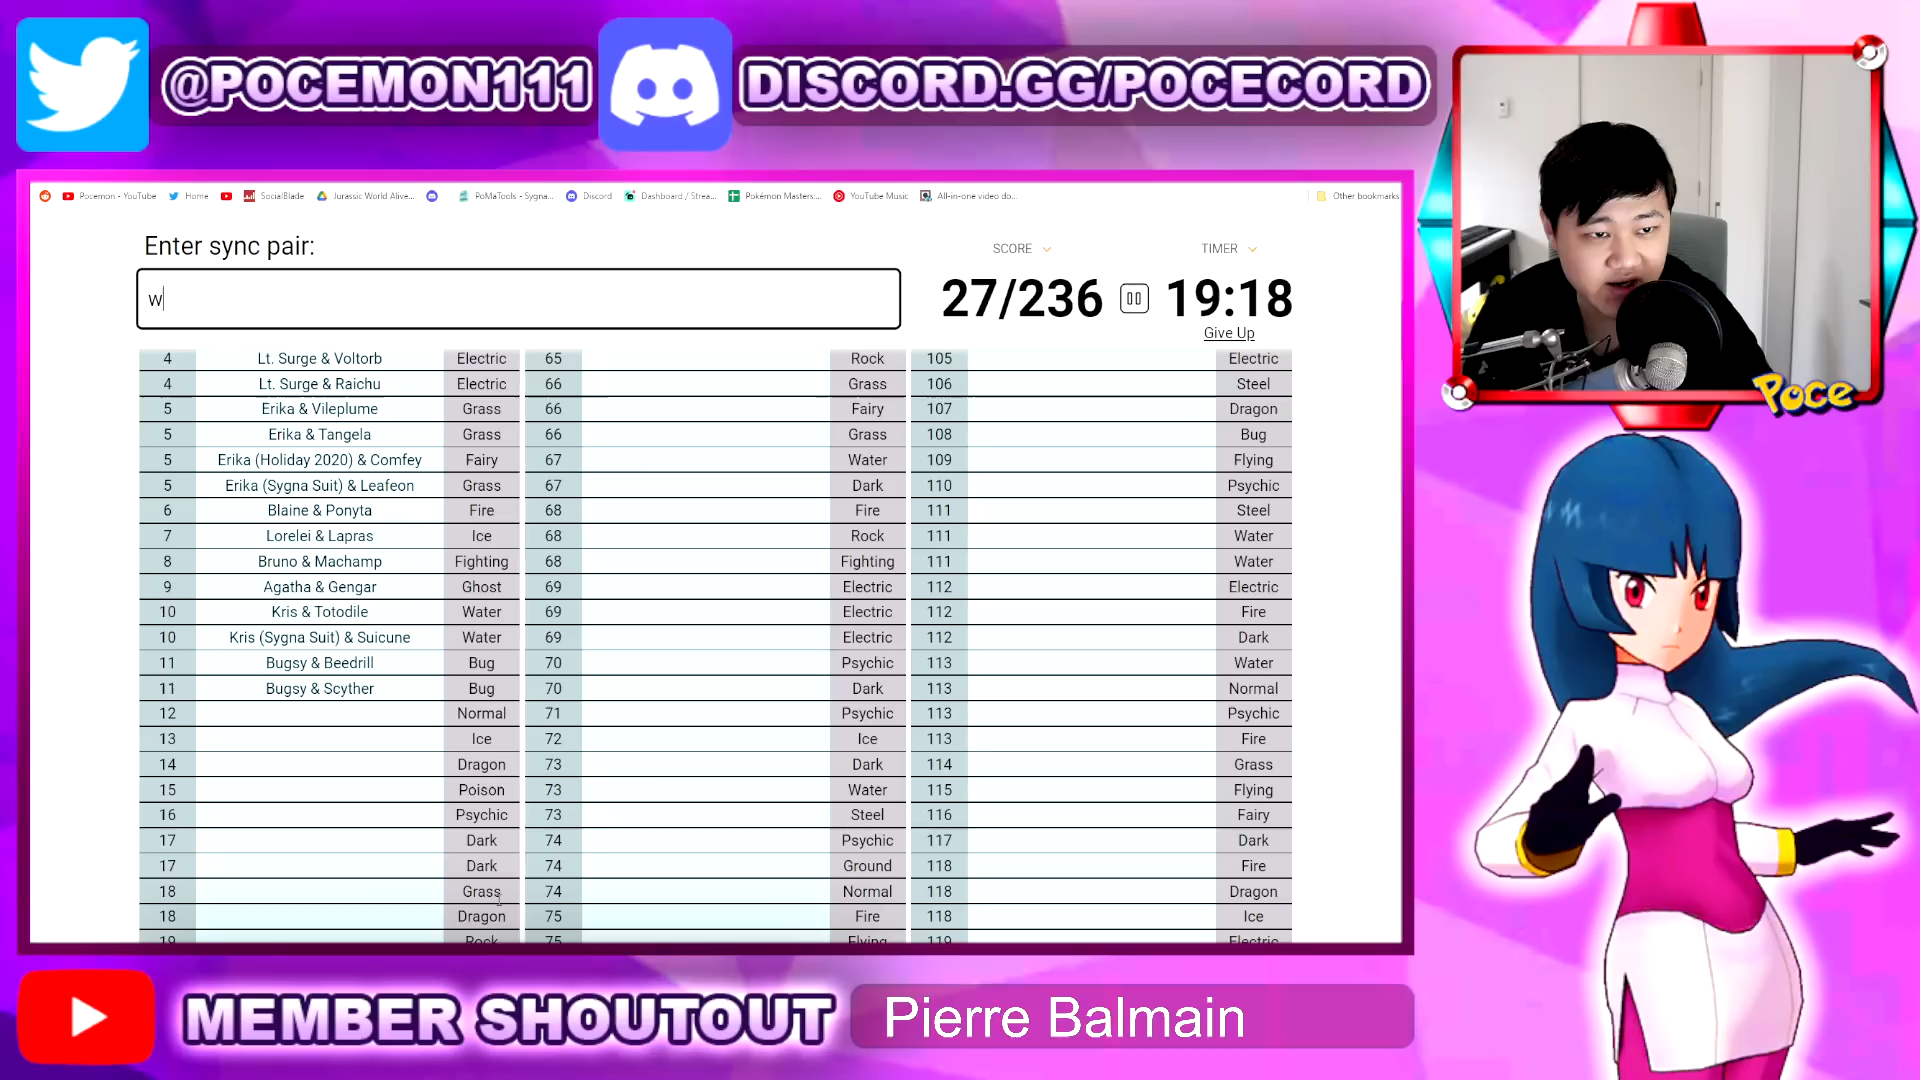 @POCEMON111
DISCORD.GG/POCECORD
Pocemon - YouTube Home SocialBlade Jurassic World Alive... PoMaTools - Sygna... Discord Dashboard / Strea... Pokémon Masters:... YouTube Music All-in-one video do... Other bookmarks
Enter sync pair:
SCORE TIMER
w
27/236 19:18
Give Up
4 Lt. Surge & Voltorb Electric 65 Rock 105 Electric
4 Lt. Surge & Raichu Electric 66 Grass 106 Steel
5 Erika & Vileplume Grass 66 Fairy 107 Dragon
5 Erika & Tangela Grass 66 Grass 108 Bug
5 Erika (Holiday 2020) & Comfey Fairy 67 Water 109 Flying
5 Erika (Sygna Suit) & Leafeon Grass 67 Dark 110 Psychic
6 Blaine & Ponyta Fire 68 Fire 111 Steel
7 Lorelei & Lapras Ice 68 Rock 111 Water
8 Bruno & Machamp Fighting 68 Fighting 111 Water
9 Agatha & Gengar Ghost 69 Electric 112 Electric
10 Kris & Totodile Water 69 Electric 112 Fire
10 Kris (Sygna Suit) & Suicune Water 69 Electric 112 Dark
11 Bugsy & Beedrill Bug 70 Psychic 113 Water
11 Bugsy & Scyther Bug 70 Dark 113 Normal
12 Normal 71 Psychic 113 Psychic
13 Ice 72 Ice 113 Fire
14 Dragon 73 Dark 114 Grass
15 Poison 73 Water 115 Flying
16 Psychic 73 Steel 116 Fairy
17 Dark 74 Psychic 117 Dark
17 Dark 74 Ground 118 Fire
18 Grass 74 Normal 118 Dragon
18 Dragon 75 Fire 118 Ice
19 Rock 75 Flying 119 Electric
Poce
MEMBER SHOUTOUT
Pierre Balmain